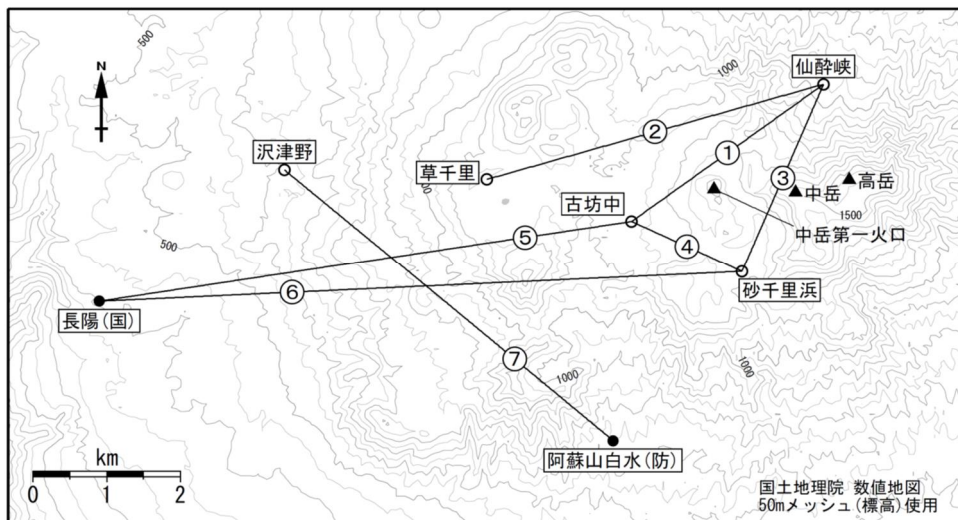 500
1000
仙酔峡
N
沢津野
②
①
草千里
③
高岳
中岳
古坊中
1500
中岳第一火口
500
⑤
④
⑥
砂千里浜
長陽(国)
⑦
1000
1000
阿蘇山白水(防)
km
0 1 2
国土地理院 数値地図
50mメッシュ(標高)使用